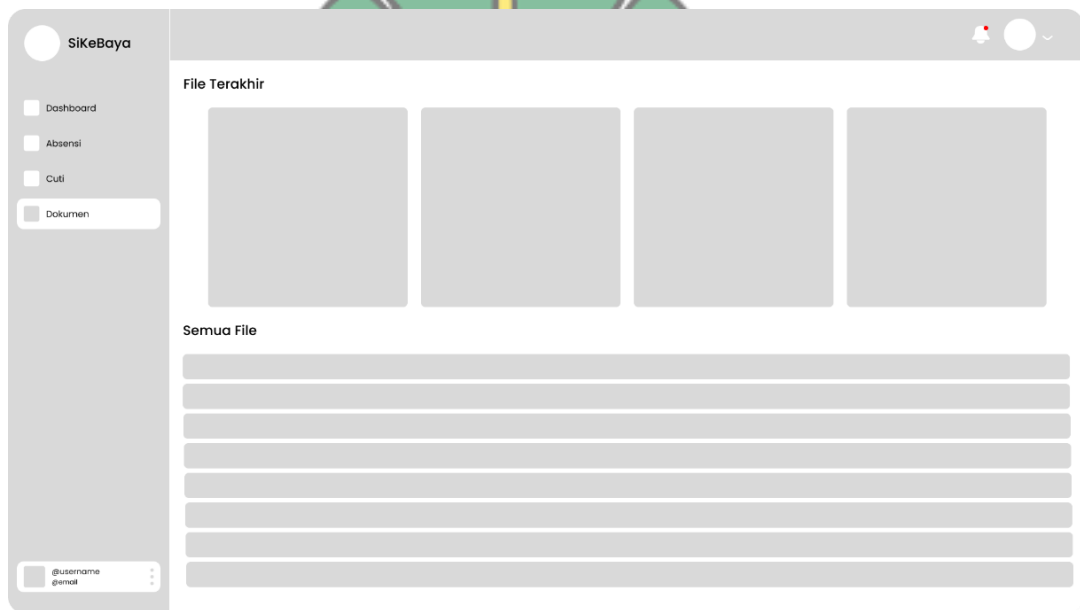 SiKeBaya
Dashboard
Absensi
Cuti
Dokumen
@username
@email
File Terakhir
Semua File